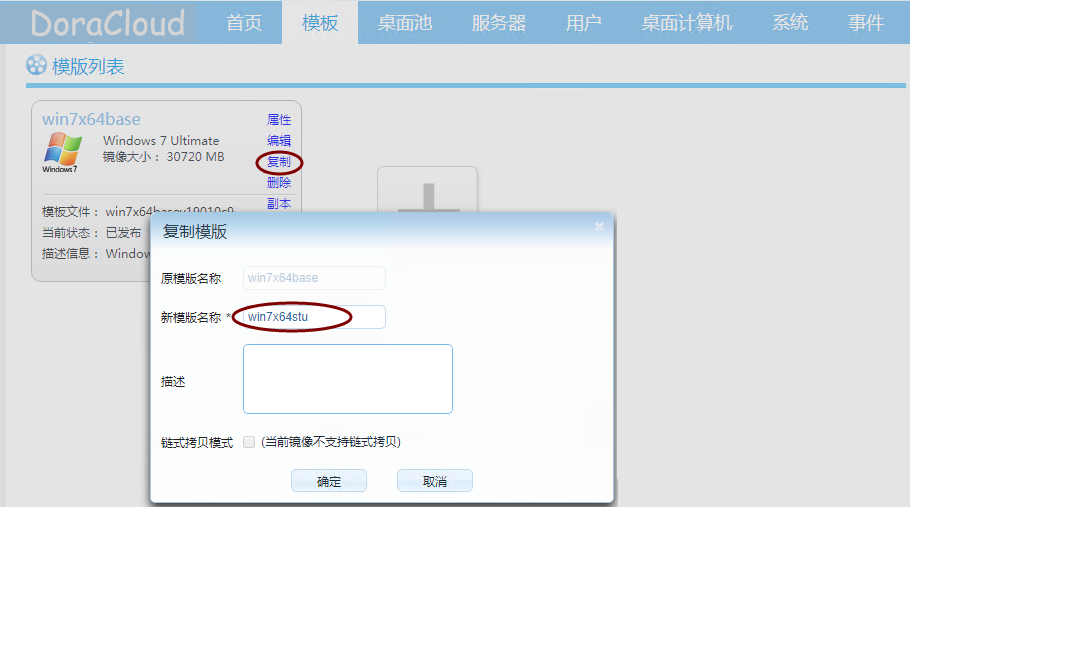 DoraCloud 首页 模板 桌面池 服务器 用户 桌面计算机 系统 事件
模版列表
win7x64base
属性
Windows 7 Ultimate
编辑
镜像大小： 30720 MB
复制
Windows7
删除
副本
模板文件： win7x64basev19010c9
当前状态： 已发布
描述信息： Window
复制模版
原模版名称 win7x64base
新模版名称 * win7x64stu
描述
链式拷贝模式 (当前镜像不支持链式拷贝)
确定 取消